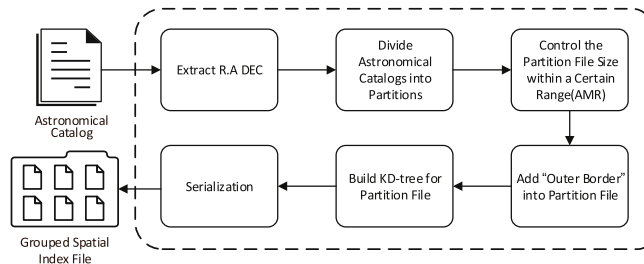 Astronomical
Catalog
Extract R.A DEC
Divide
Astronomical
Catalogs into
Partitions
Control the
Partition File Size
within a Certain
Range(AMR)
Add "Outer Border"
into Partition File
Build KD-tree for
Partition File
Serialization
Grouped Spatial
Index File